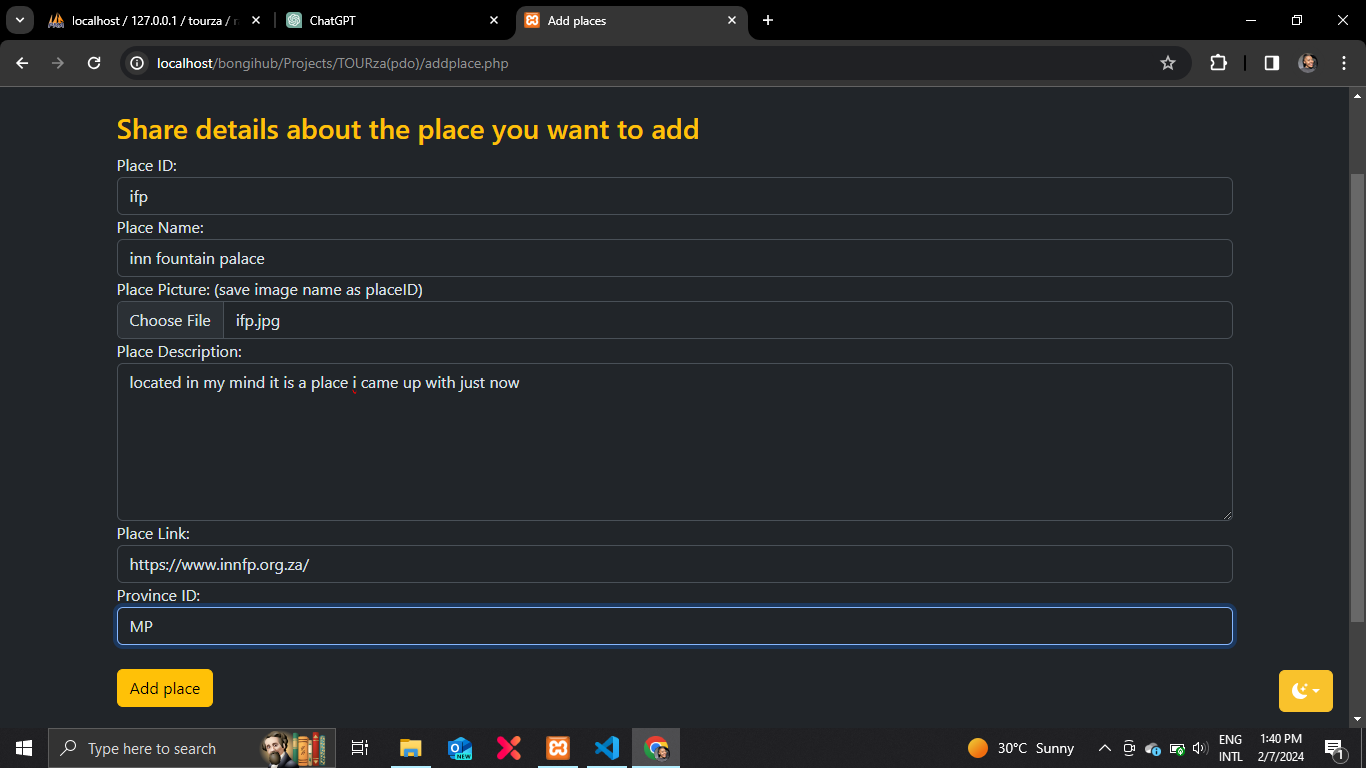 localhost / 127.0.0.1 / tourza /
ChatGPT
Add places
localhost/bongihub/Projects/TOURza(pdo)/addplace.php
Share details about the place you want to add
Place ID:
ifp
Place Name:
inn fountain palace
Place Picture: (save image name as placeID)
Choose File ifp.jpg
Place Description:
located in my mind it is a place i came up with just now
Place Link:
https://www.innfp.org.za/
Province ID:
MP
Add place
Type here to search
NEW
30°C Sunny
ENG
INTL
1:40 PM
2/7/2024
1